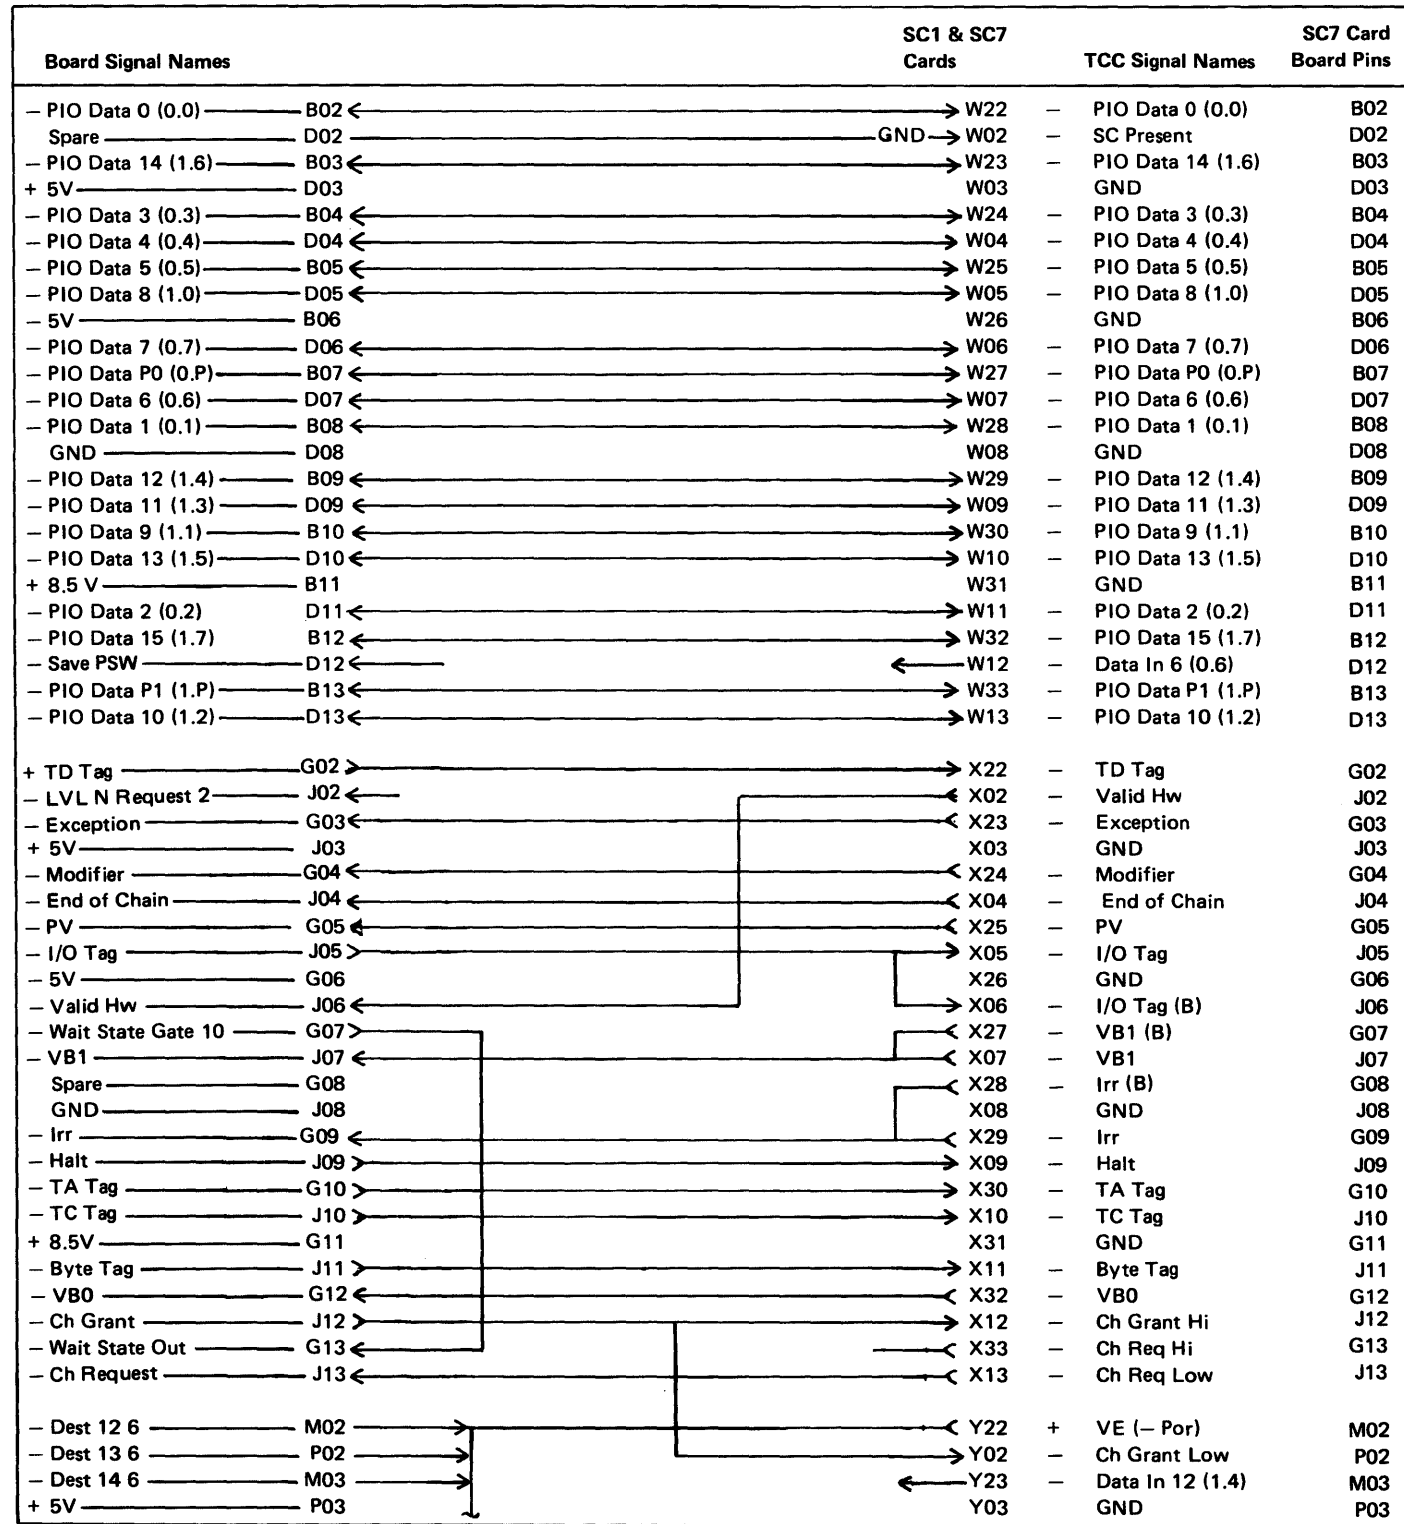 SC1 & SC7 SC7 Card
Board Signal Names Cards TCC Signal Names Board Pins
– PIO Data 0 (0.0) B02 W22 – PIO Data 0 (0.0) B02
Spare D02 GND W02 – SC Present D02
– PIO Data 14 (1.6) B03 W23 – PIO Data 14 (1.6) B03
+ 5V D03 W03 GND D03
– PIO Data 3 (0.3) B04 W24 – PIO Data 3 (0.3) B04
– PIO Data 4 (0.4) D04 W04 – PIO Data 4 (0.4) D04
– PIO Data 5 (0.5) B05 W25 – PIO Data 5 (0.5) B05
– PIO Data 8 (1.0) D05 W05 – PIO Data 8 (1.0) D05
– 5V B06 W26 GND B06
– PIO Data 7 (0.7) D06 W06 – PIO Data 7 (0.7) D06
– PIO Data P0 (0.P) B07 W27 – PIO Data P0 (0.P) B07
– PIO Data 6 (0.6) D07 W07 – PIO Data 6 (0.6) D07
– PIO Data 1 (0.1) B08 W28 – PIO Data 1 (0.1) B08
GND D08 W08 GND D08
– PIO Data 12 (1.4) B09 W29 – PIO Data 12 (1.4) B09
– PIO Data 11 (1.3) D09 W09 – PIO Data 11 (1.3) D09
– PIO Data 9 (1.1) B10 W30 – PIO Data 9 (1.1) B10
– PIO Data 13 (1.5) D10 W10 – PIO Data 13 (1.5) D10
+ 8.5 V B11 W31 GND B11
– PIO Data 2 (0.2) D11 W11 – PIO Data 2 (0.2) D11
– PIO Data 15 (1.7) B12 W32 – PIO Data 15 (1.7) B12
– Save PSW D12 W12 – Data In 6 (0.6) D12
– PIO Data P1 (1.P) B13 W33 – PIO Data P1 (1.P) B13
– PIO Data 10 (1.2) D13 W13 – PIO Data 10 (1.2) D13
+ TD Tag G02 X22 – TD Tag G02
– LVL N Request 2 J02 X02 – Valid Hw J02
– Exception G03 X23 – Exception G03
+ 5V J03 X03 GND J03
– Modifier G04 X24 – Modifier G04
– End of Chain J04 X04 – End of Chain J04
– PV G05 X25 – PV G05
– I/O Tag J05 X05 – I/O Tag J05
– 5V G06 X26 GND G06
– Valid Hw J06 X06 – I/O Tag (B) J06
– Wait State Gate 10 G07 X27 – VB1 (B) G07
– VB1 J07 X07 – VB1 J07
Spare G08 X28 – Irr (B) G08
GND J08 X08 GND J08
– Irr G09 X29 – Irr G09
– Halt J09 X09 – Halt J09
– TA Tag G10 X30 – TA Tag G10
– TC Tag J10 X10 – TC Tag J10
+ 8.5V G11 X31 GND G11
– Byte Tag J11 X11 – Byte Tag J11
– VB0 G12 X32 – VB0 G12
– Ch Grant J12 X12 – Ch Grant Hi J12
– Wait State Out G13 X33 – Ch Req Hi G13
– Ch Request J13 X13 – Ch Req Low J13
– Dest 12 6 M02 Y22 + VE (– Por) M02
– Dest 13 6 P02 Y02 – Ch Grant Low P02
– Dest 14 6 M03 Y23 – Data In 12 (1.4) M03
+ 5V P03 Y03 GND P03